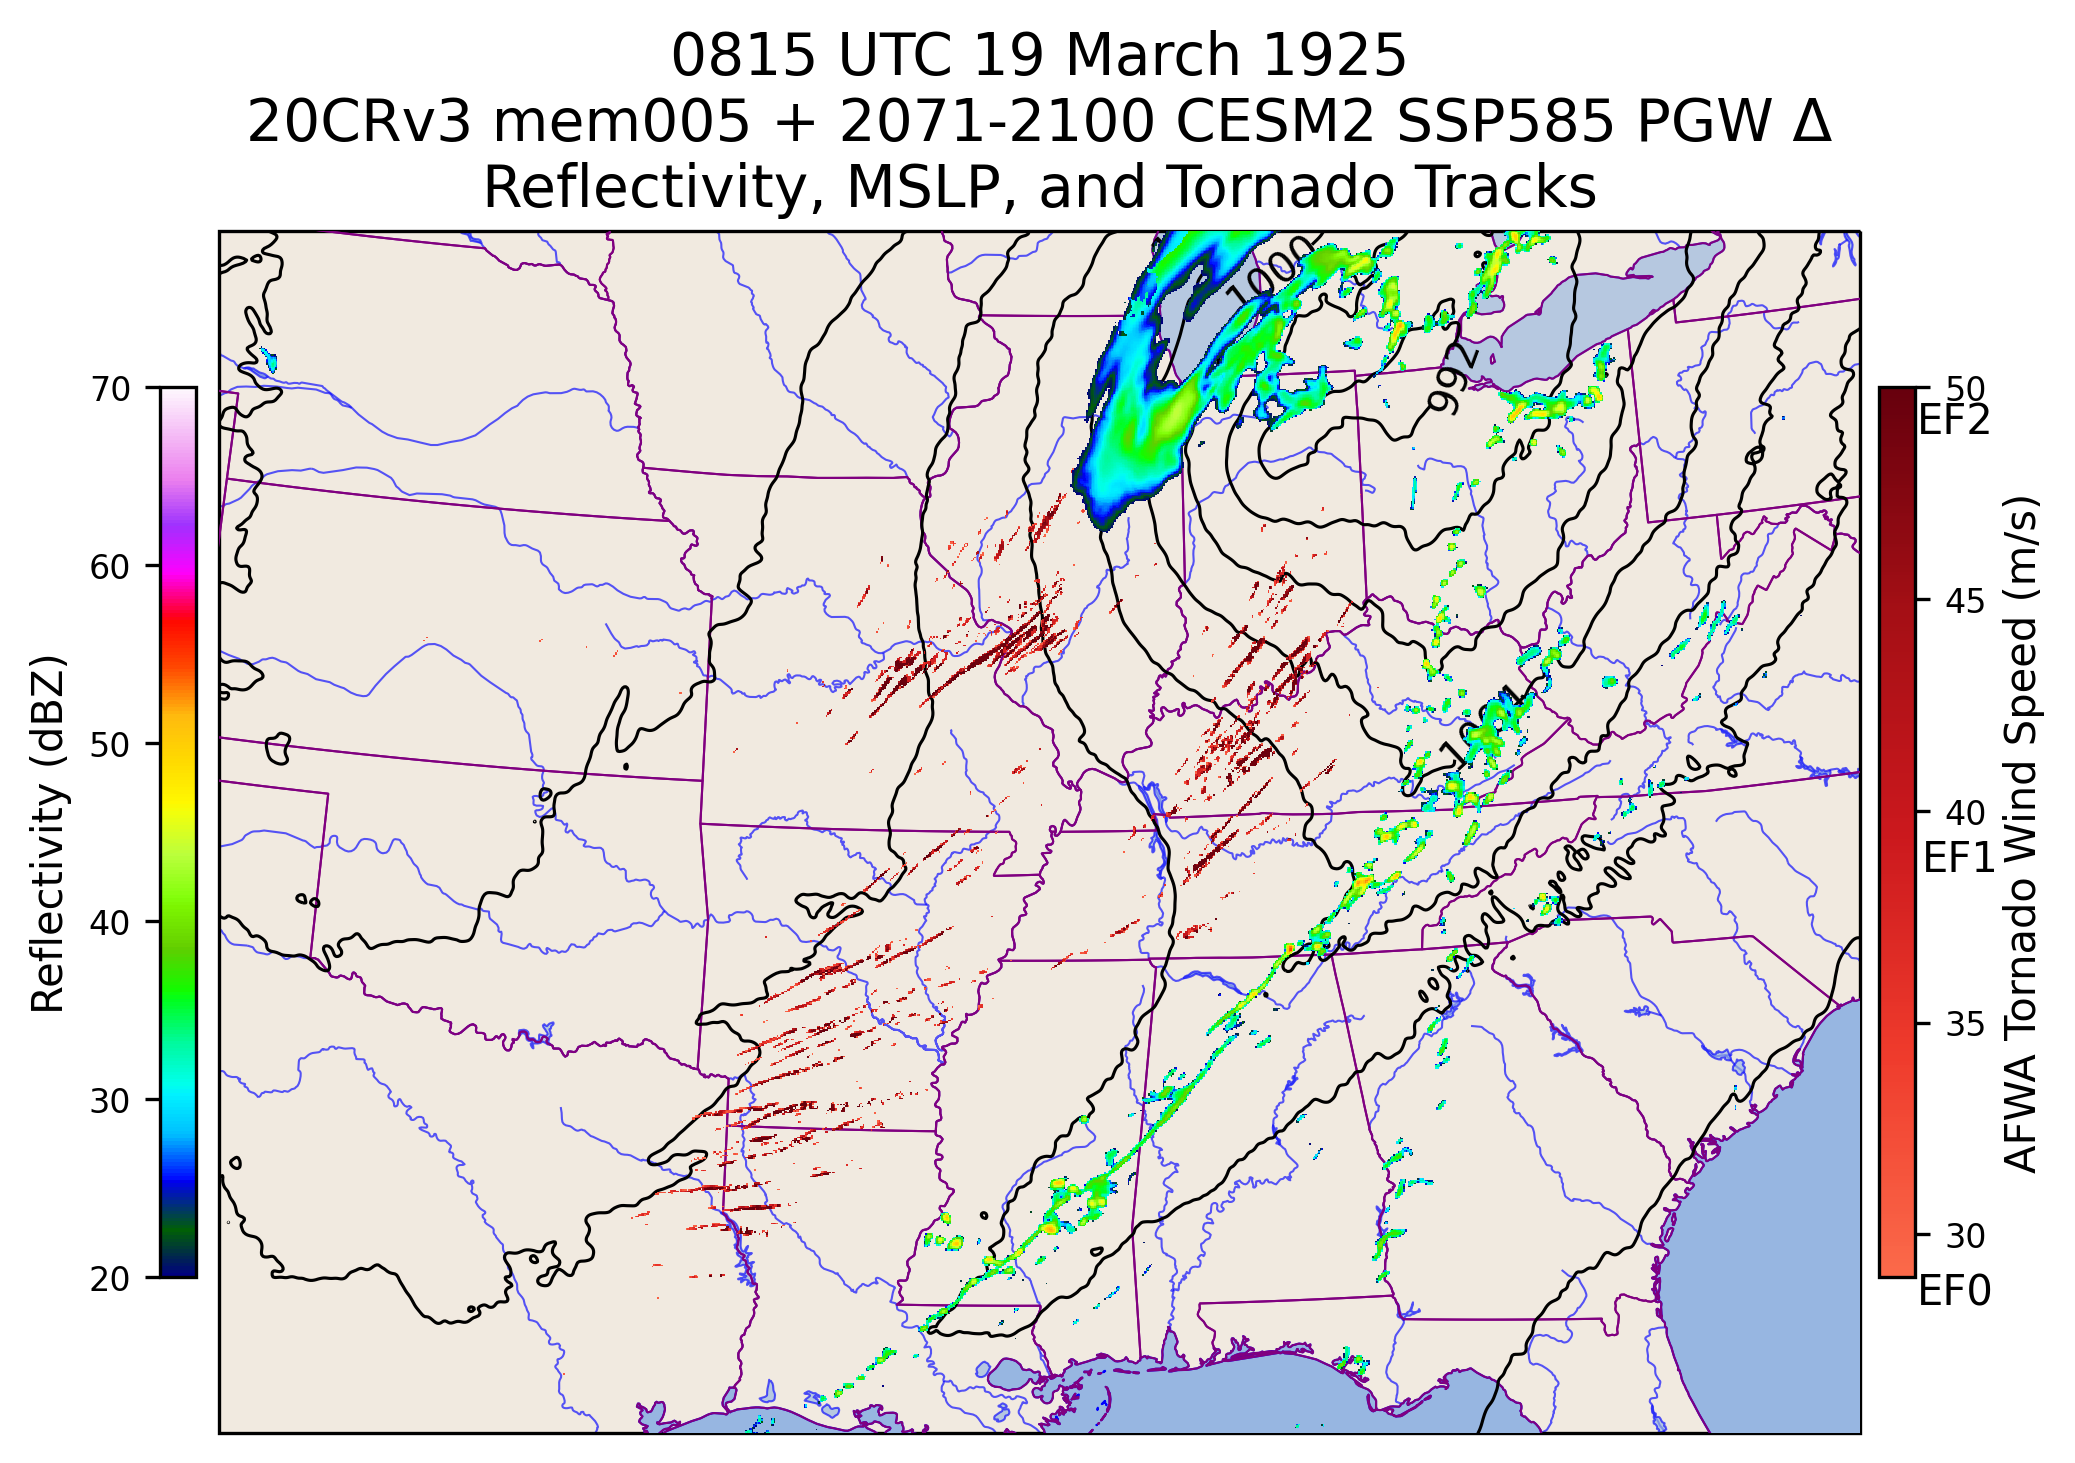 0815 UTC 19 March 1925
20CRv3 mem005 + 2071-2100 CESM2 SSP585 PGW Δ
Reflectivity, MSLP, and Tornado Tracks
1000
992
70
60
50
40
30
20
Reflectivity (dBZ)
50
EF2
45
40
EF1
35
30
EF0
AFWA Tornado Wind Speed (m/s)